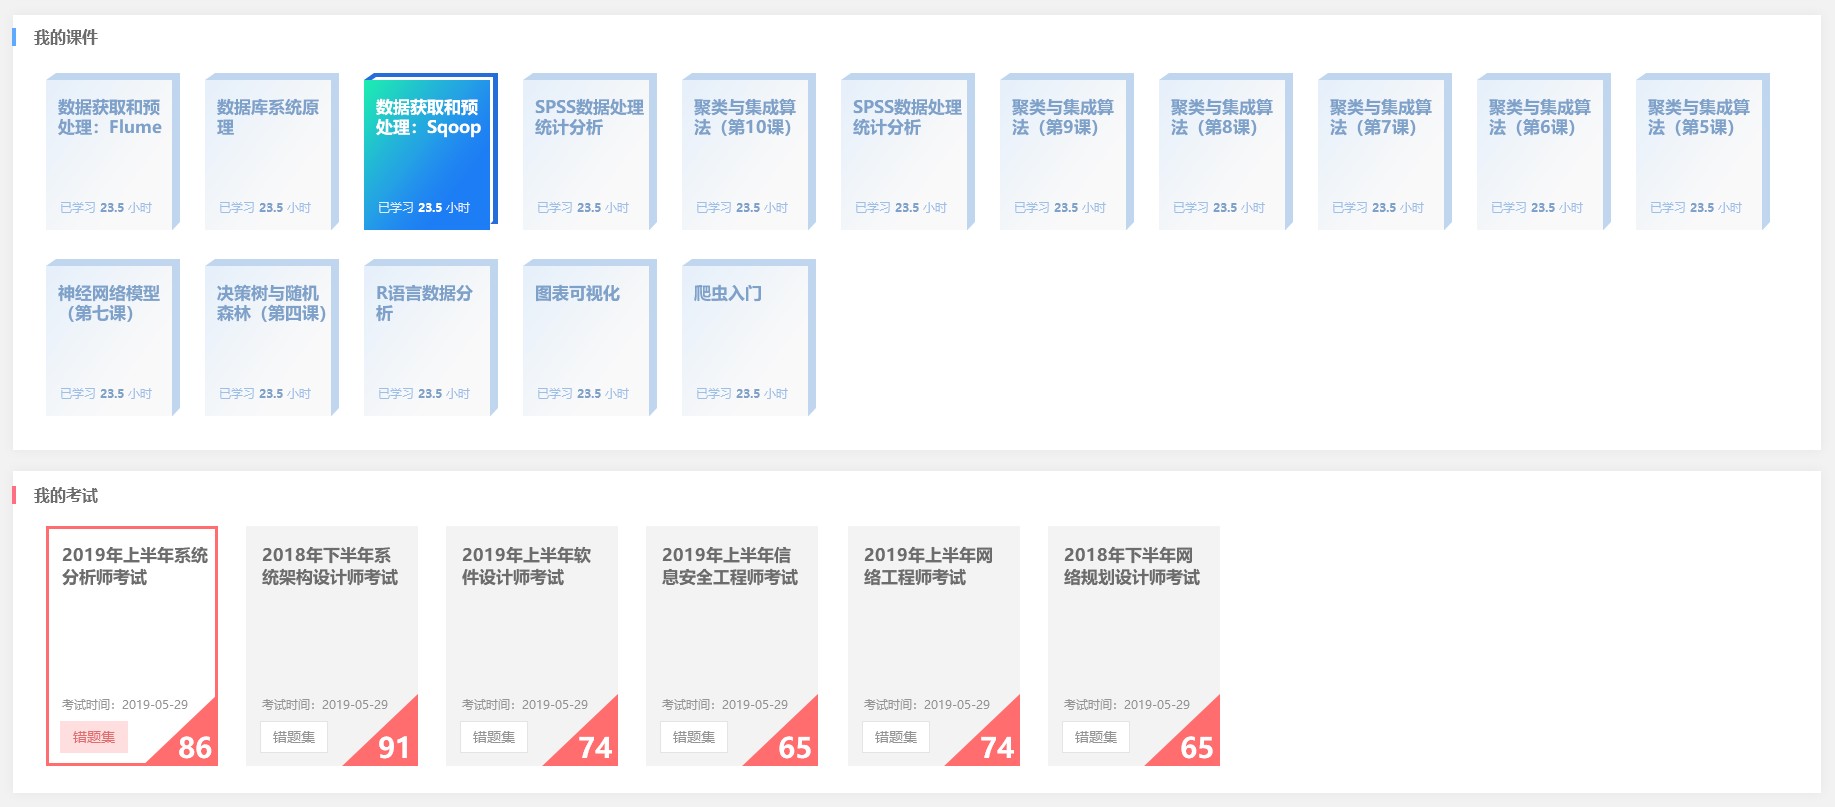 我的课件
数据获取和预
处理：Flume
已学习 23.5 小时
数据库系统原
理
已学习 23.5 小时
数据获取和预
处理：Sqoop
已学习 23.5 小时
SPSS数据处理
统计分析
已学习 23.5 小时
聚类与集成算
法（第10课）
已学习 23.5 小时
SPSS数据处理
统计分析
已学习 23.5 小时
聚类与集成算
法（第9课）
已学习 23.5 小时
聚类与集成算
法（第8课）
已学习 23.5 小时
聚类与集成算
法（第7课）
已学习 23.5 小时
聚类与集成算
法（第6课）
已学习 23.5 小时
聚类与集成算
法（第5课）
已学习 23.5 小时
神经网络模型
（第七课）
已学习 23.5 小时
决策树与随机
森林（第四课）
已学习 23.5 小时
R语言数据分
析
已学习 23.5 小时
图表可视化
已学习 23.5 小时
爬虫入门
已学习 23.5 小时
我的考试
2019年上半年系统
分析师考试
考试时间：2019-05-29
错题集
86
2018年下半年系
统架构设计师考试
考试时间：2019-05-29
错题集
91
2019年上半年软
件设计师考试
考试时间：2019-05-29
错题集
74
2019年上半年信
息安全工程师考试
考试时间：2019-05-29
错题集
65
2019年上半年网
络工程师考试
考试时间：2019-05-29
错题集
74
2018年下半年网
络规划设计师考试
考试时间：2019-05-29
错题集
65